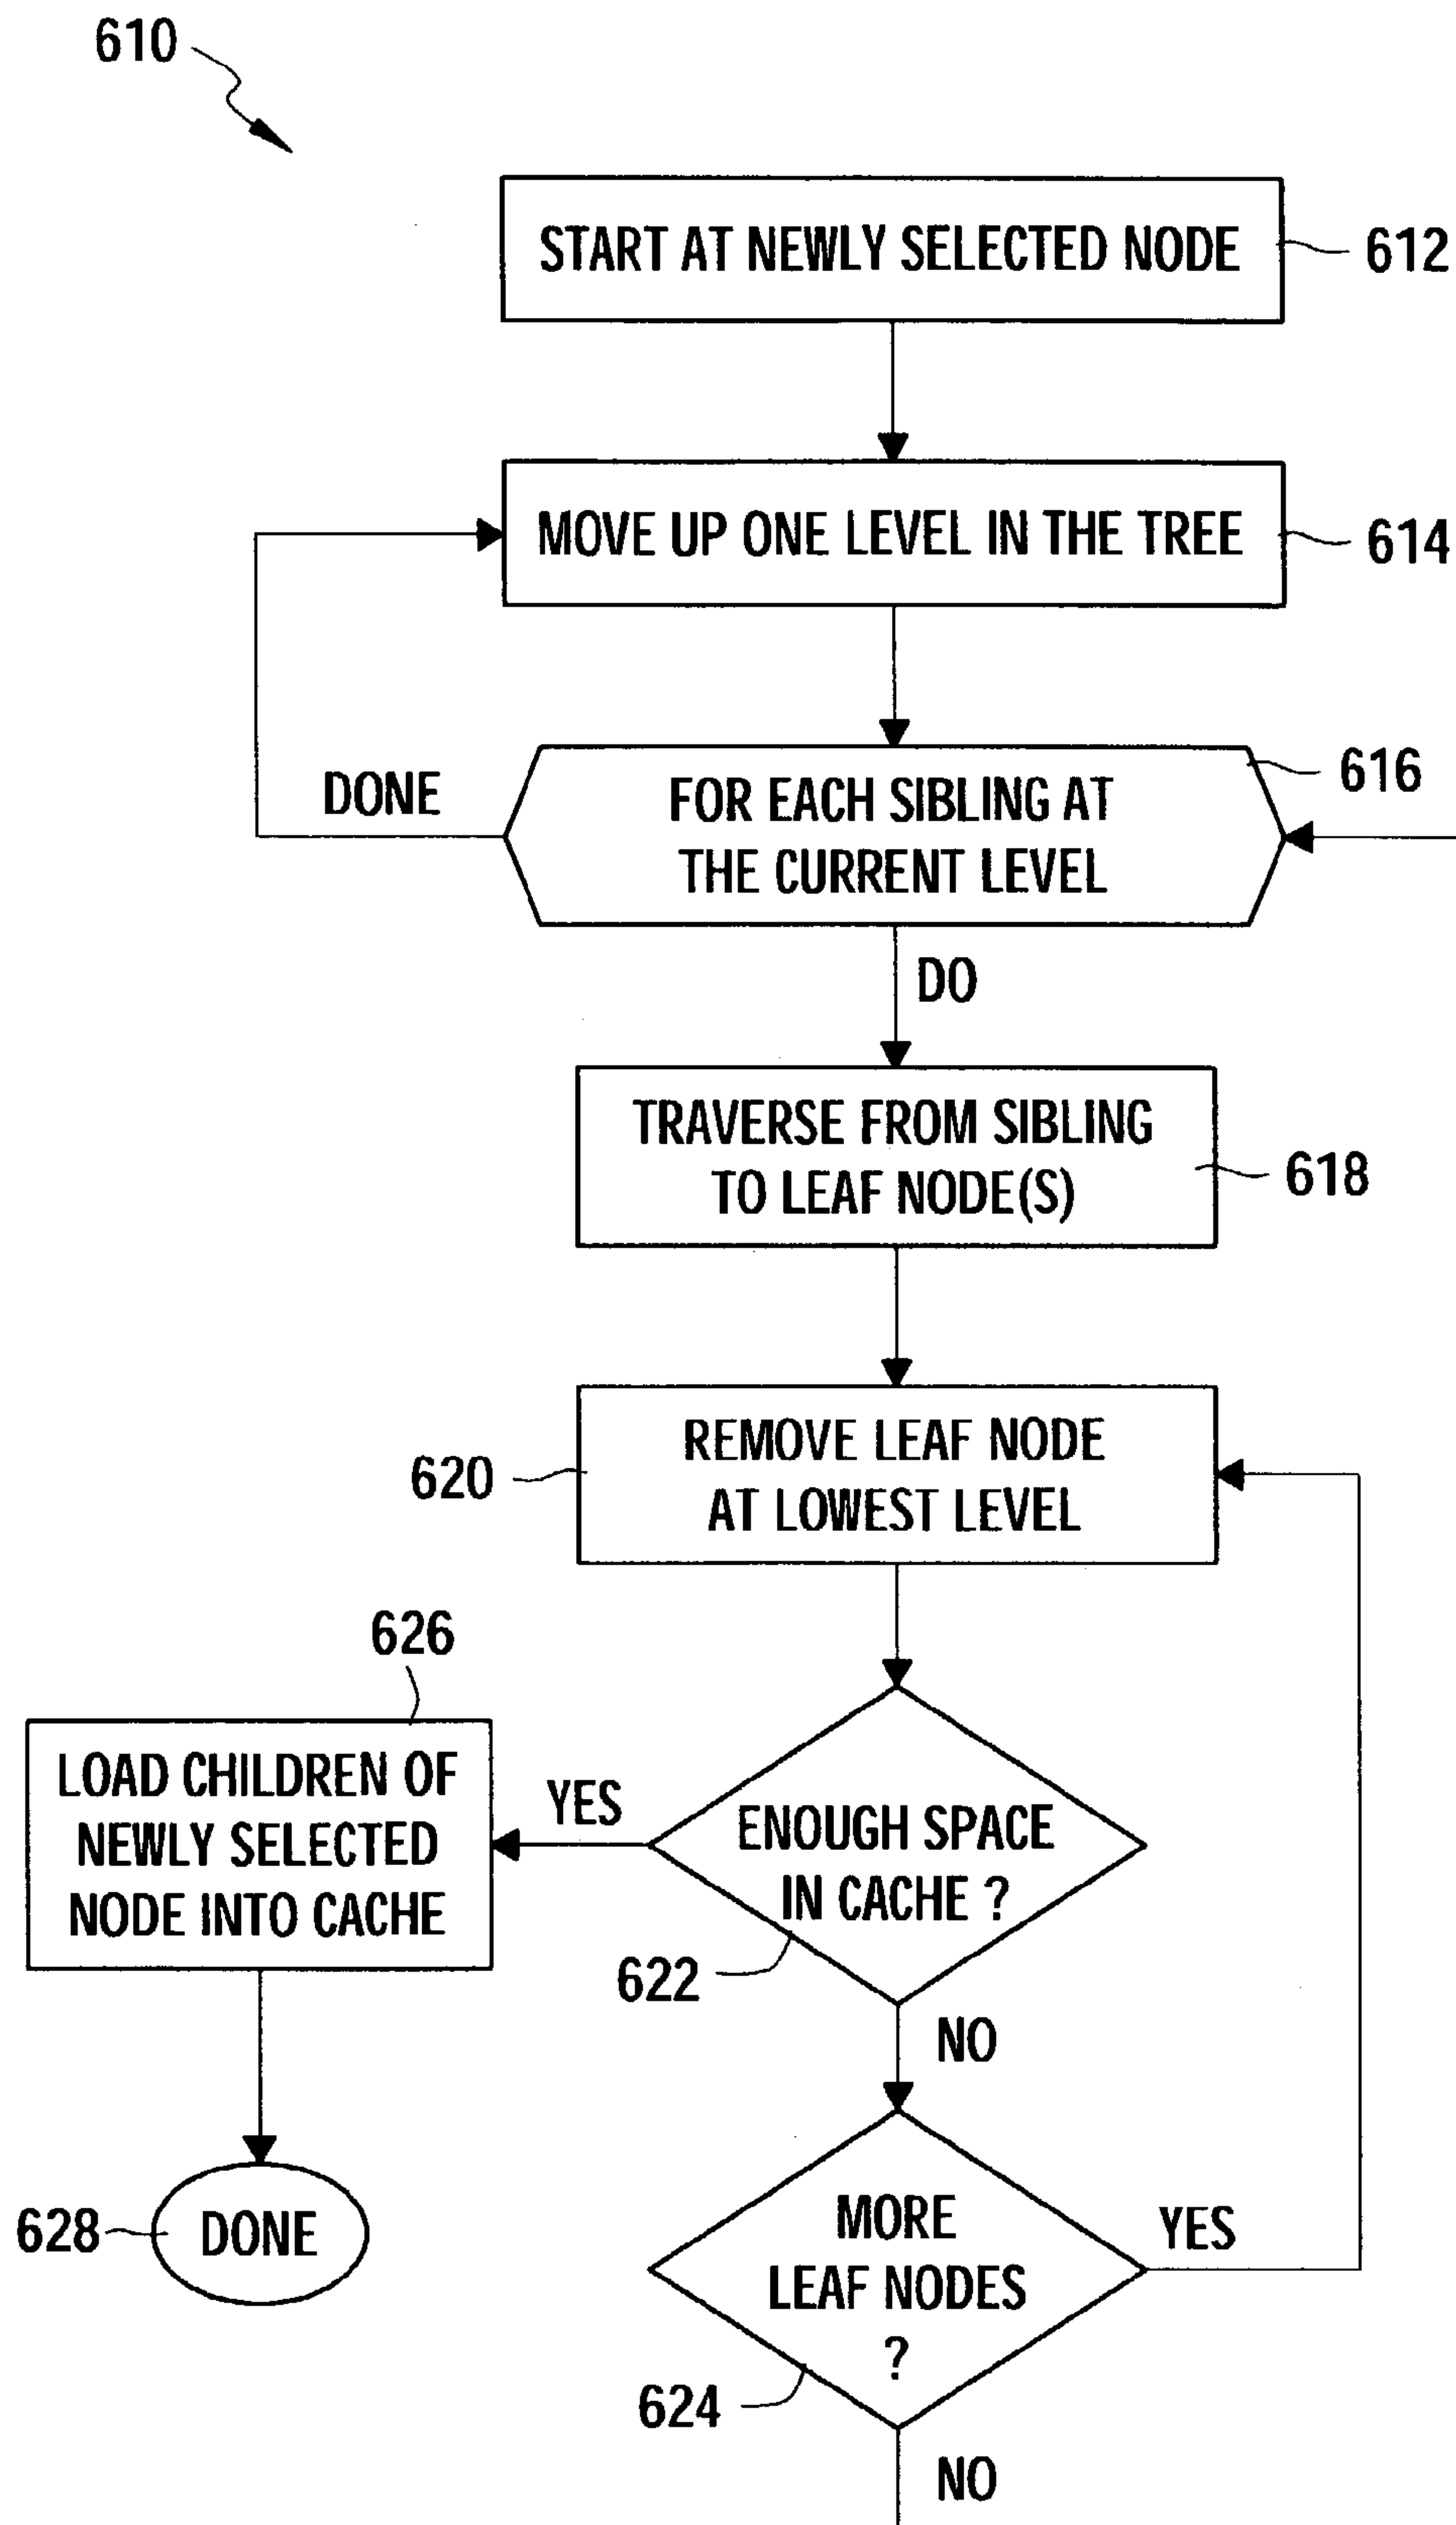 610
START AT NEWLY SELECTED NODE
612
MOVE UP ONE LEVEL IN THE TREE
614
FOR EACH SIBLING AT
THE CURRENT LEVEL
616
DONE
DO
TRAVERSE FROM SIBLING
TO LEAF NODE(S)
618
REMOVE LEAF NODE
AT LOWEST LEVEL
620
626
LOAD CHILDREN OF
NEWLY SELECTED
NODE INTO CACHE
YES
ENOUGH SPACE
IN CACHE ?
622
NO
628
DONE
MORE
LEAF NODES
?
YES
624
NO